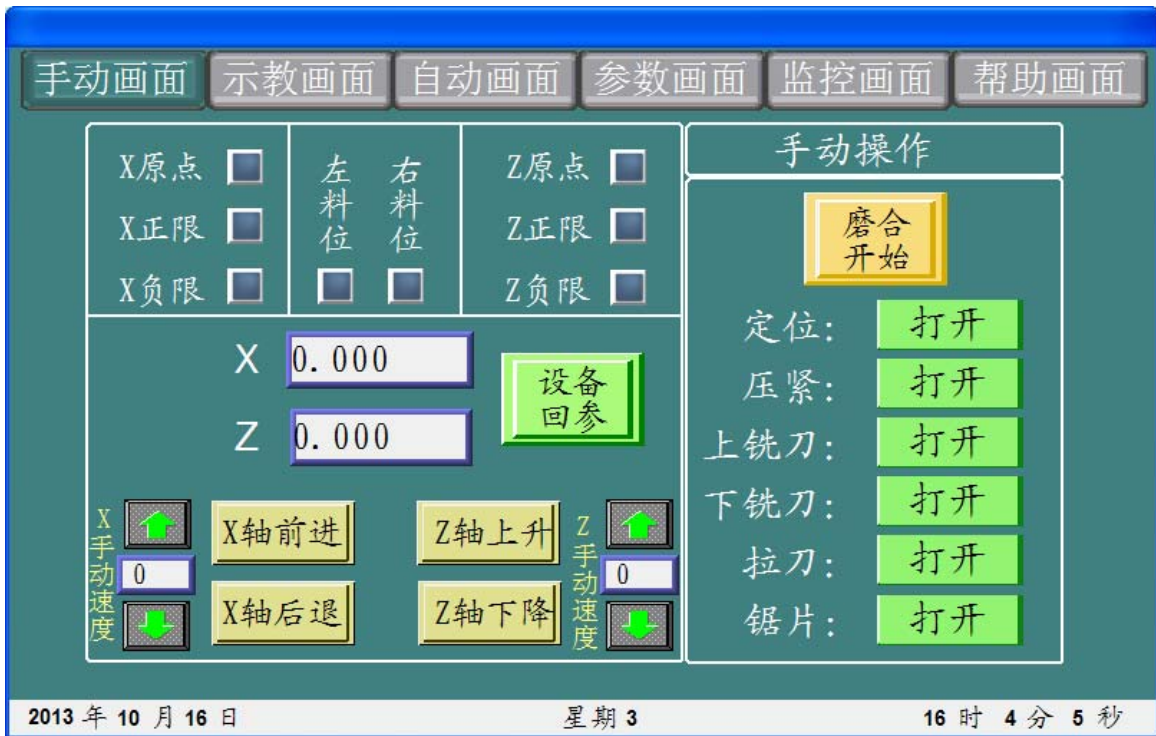 手动画面 示教画面 自动画面 参数画面 监控画面 帮助画面
X原点
X正限
X负限
左料位
右料位
Z原点
Z正限
Z负限
X 0.000
Z 0.000
设备
回参
X手动速度
0
X轴前进
X轴后退
Z轴上升
Z轴下降
Z手动速度
0
手动操作
磨合
开始
定位: 打开
压紧: 打开
上铣刀: 打开
下铣刀: 打开
拉刀: 打开
锯片: 打开
2013 年 10 月 16 日 星期 3 16 时 4 分 5 秒